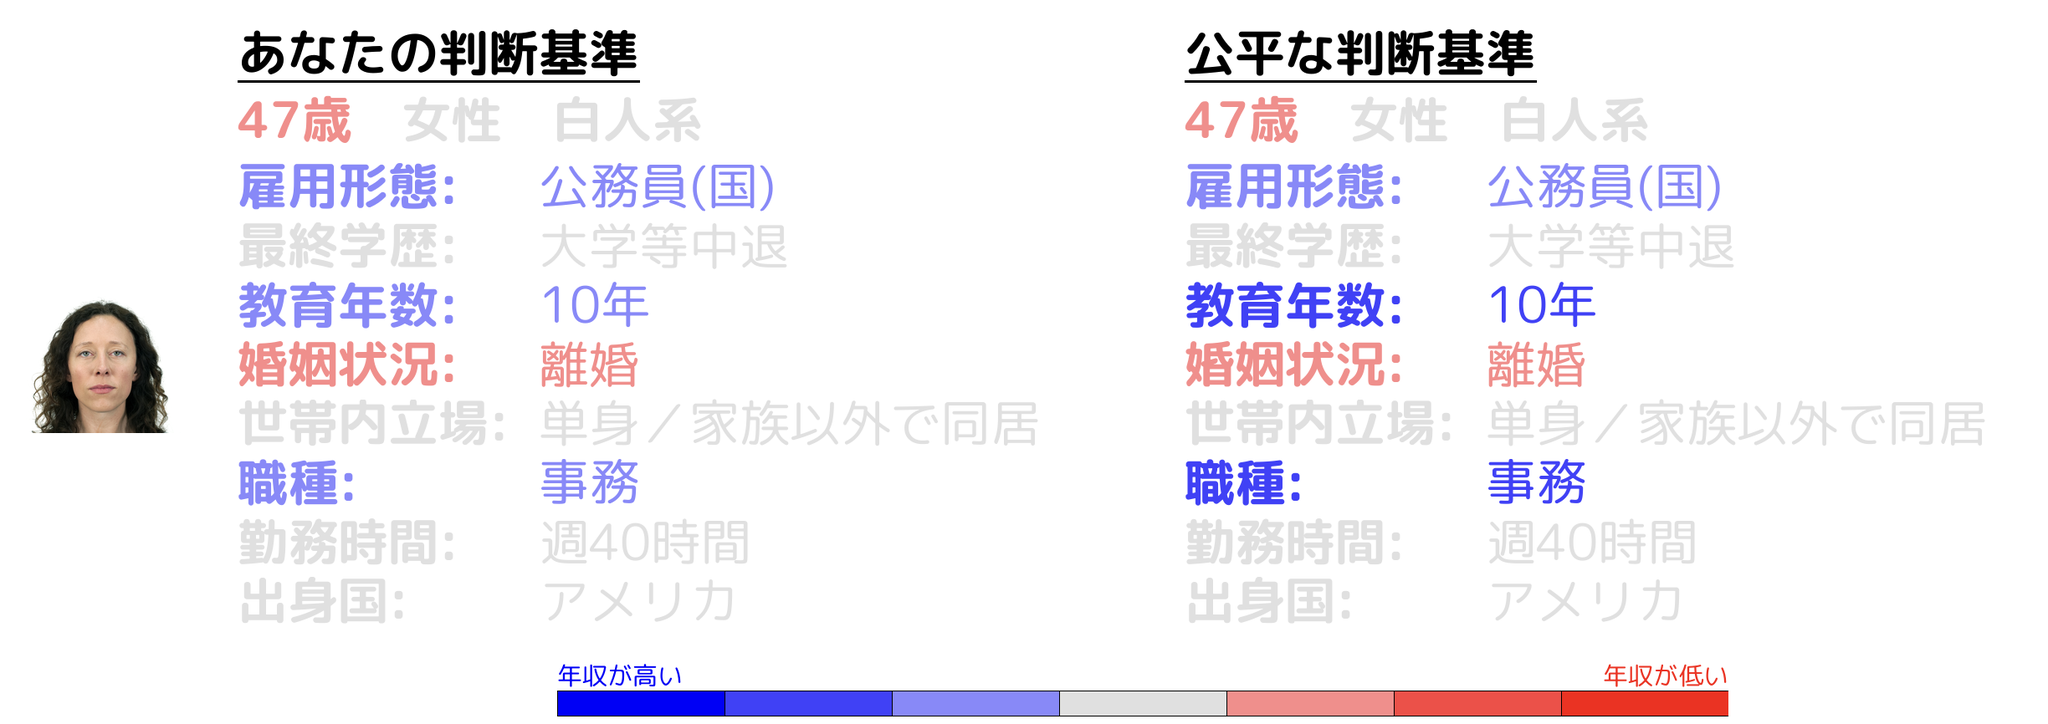 あなたの判断基準
47歳 女性 白人系
雇用形態: 公務員(国)
最終学歴: 大学等中退
教育年数: 10年
婚姻状況: 離婚
世帯内立場: 単身／家族以外で同居
職種: 事務
勤務時間: 週40時間
出身国: アメリカ
公平な判断基準
47歳 女性 白人系
雇用形態: 公務員(国)
最終学歴: 大学等中退
教育年数: 10年
婚姻状況: 離婚
世帯内立場: 単身／家族以外で同居
職種: 事務
勤務時間: 週40時間
出身国: アメリカ
年収が高い
年収が低い